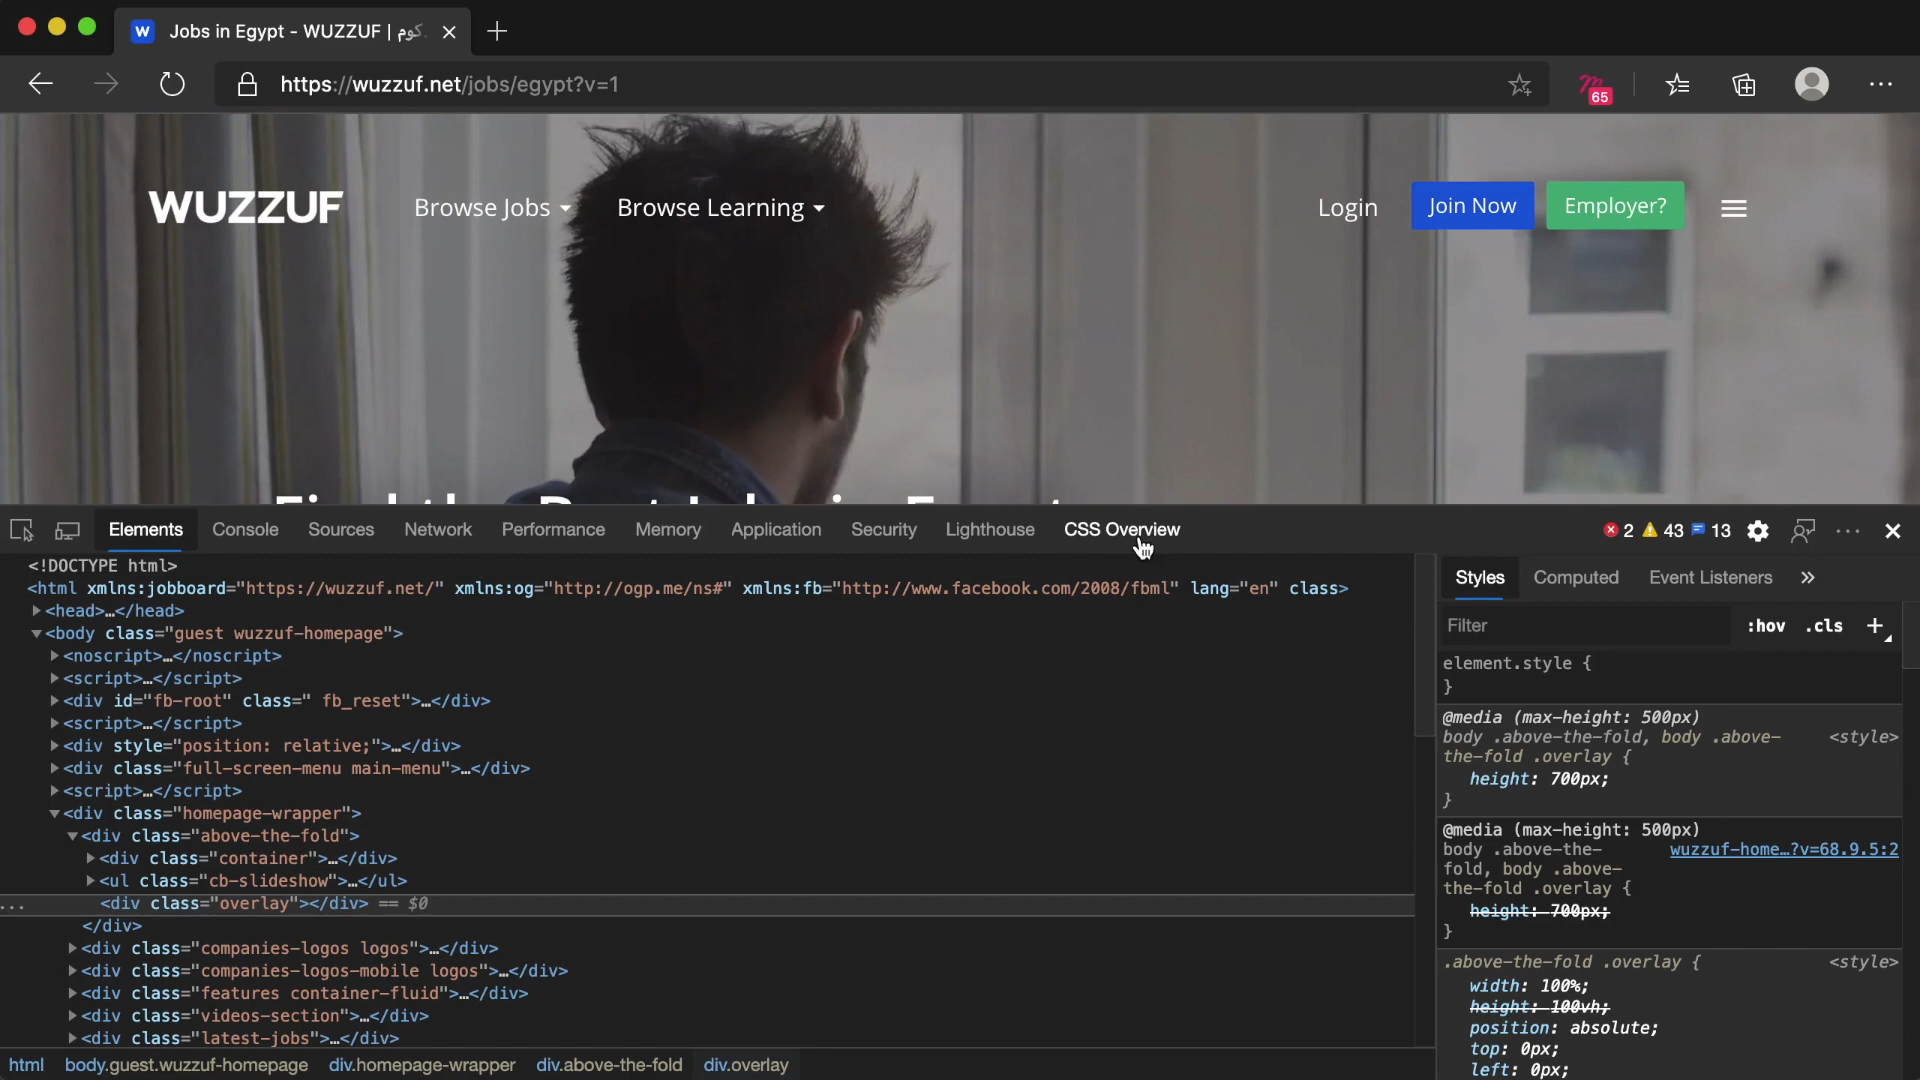 W Jobs in Egypt - WUZZUF | كوم.
https://wuzzuf.net/jobs/egypt?v=1
65
WUZZUF Browse Jobs Browse Learning Login Join Now Employer?
Elements Console Sources Network Performance Memory Application Security Lighthouse CSS Overview 2 43 13
<!DOCTYPE html>
<html xmlns:jobboard="https://wuzzuf.net/" xmlns:og="http://ogp.me/ns#" xmlns:fb="http://www.facebook.com/2008/fbml" lang="en" class>
<head>…</head>
<body class="guest wuzzuf-homepage">
<noscript>…</noscript>
<script>…</script>
<div id="fb-root" class=" fb_reset">…</div>
<script>…</script>
<div style="position: relative;">…</div>
<div class="full-screen-menu main-menu">…</div>
<script>…</script>
<div class="homepage-wrapper">
<div class="above-the-fold">
<div class="container">…</div>
<ul class="cb-slideshow">…</ul>
... <div class="overlay"></div> == $0
</div>
<div class="companies-logos logos">…</div>
<div class="companies-logos-mobile logos">…</div>
<div class="features container-fluid">…</div>
<div class="videos-section">…</div>
<div class="latest-jobs">…</div>
html body.guest.wuzzuf-homepage div.homepage-wrapper div.above-the-fold div.overlay
Styles Computed Event Listeners »
Filter :hov .cls +
element.style {
}
@media (max-height: 500px)
body .above-the-fold, body .above- <style>
the-fold .overlay {
height: 700px;
}
@media (max-height: 500px)
body .above-the- wuzzuf-home…?v=68.9.5:2
fold, body .above-
the-fold .overlay {
height: 700px;
}
.above-the-fold .overlay { <style>
width: 100%;
height: 100vh;
position: absolute;
top: 0px;
left: 0px;